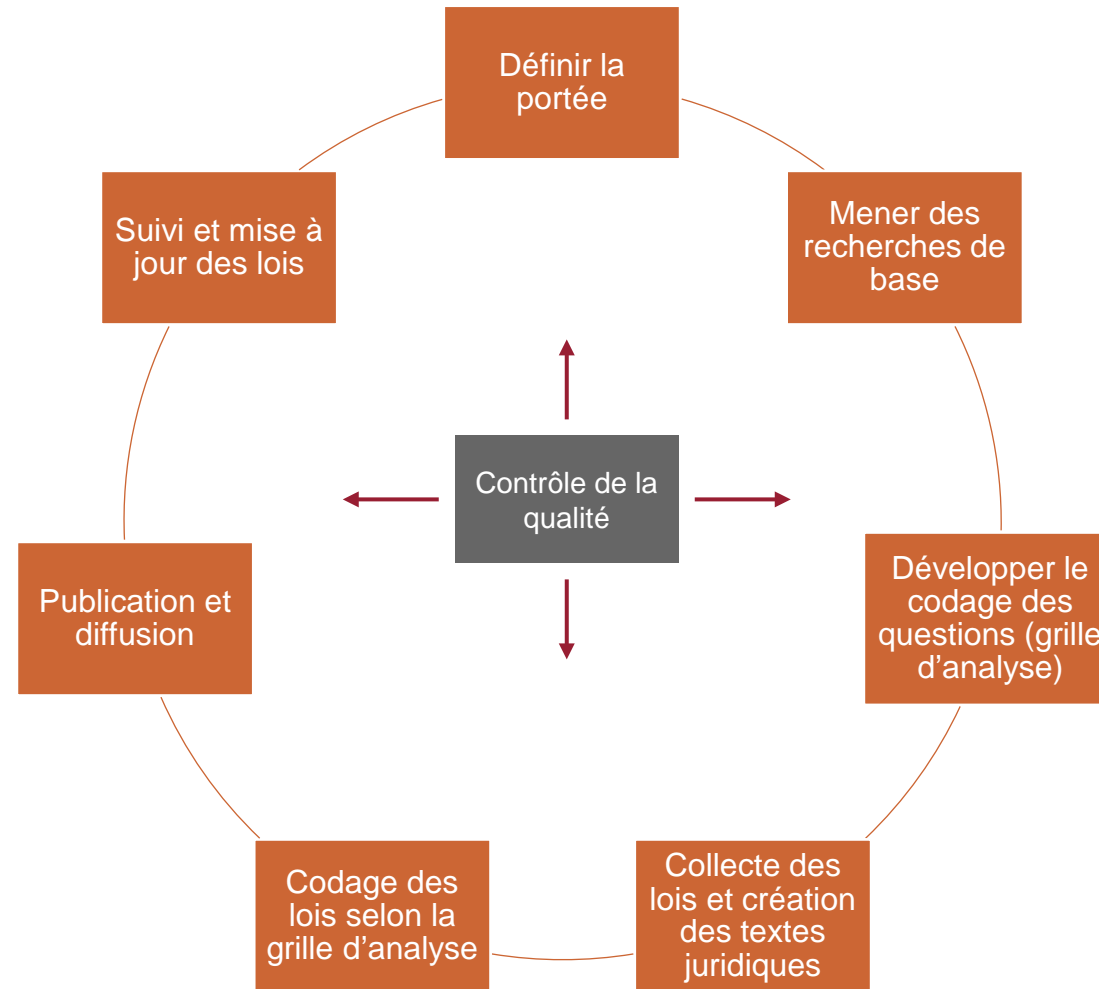 Définir la
portée
Mener des
recherches de
base
Développer le
codage des
questions (grille
d’analyse)
Collecte des
lois et création
des textes
juridiques
Codage des
lois selon la
grille d’analyse
Publication et
diffusion
Suivi et mise à
jour des lois
Contrôle de la
qualité